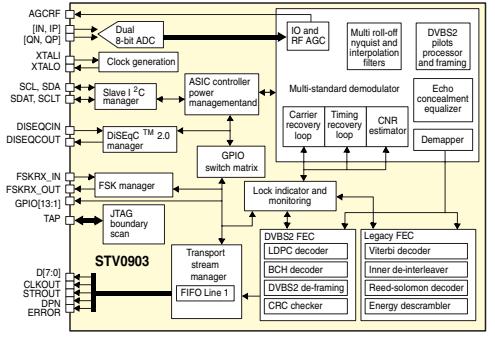 AGCRF
[IN, IP]
[QN, QP]
XTALI
XTALO
SCL, SDA
SDAT, SCLT
DISEQCIN
DISEQCOUT
FSKRX_IN
FSKRX_OUT
GPIO[13:1]
TAP
D[7:0]
CLKOUT
STROUT
DPN
ERROR
Dual
8-bit ADC
Clock generation
Slave I 2C
manager
ASIC controller
power
managementand
DiSEqC TM 2.0
manager
GPIO
switch matrix
FSK manager
JTAG
boundary
scan
STV0903
Transport
stream
manager
FIFO Line 1
IO and
RF AGC
Multi roll-off
nyquist and
interpolation
filters
DVBS2
pilots
processor
and framing
Multi-standard demodulator
Echo
concealment
equalizer
Carrier
recovery
loop
Timing
recovery
loop
CNR
estimator
Demapper
Lock indicator and
monitoring
DVBS2 FEC
LDPC decoder
BCH decoder
DVBS2 de-framing
CRC checker
Legacy FEC
Viterbi decoder
Inner de-interleaver
Reed-solomon decoder
Energy descrambler